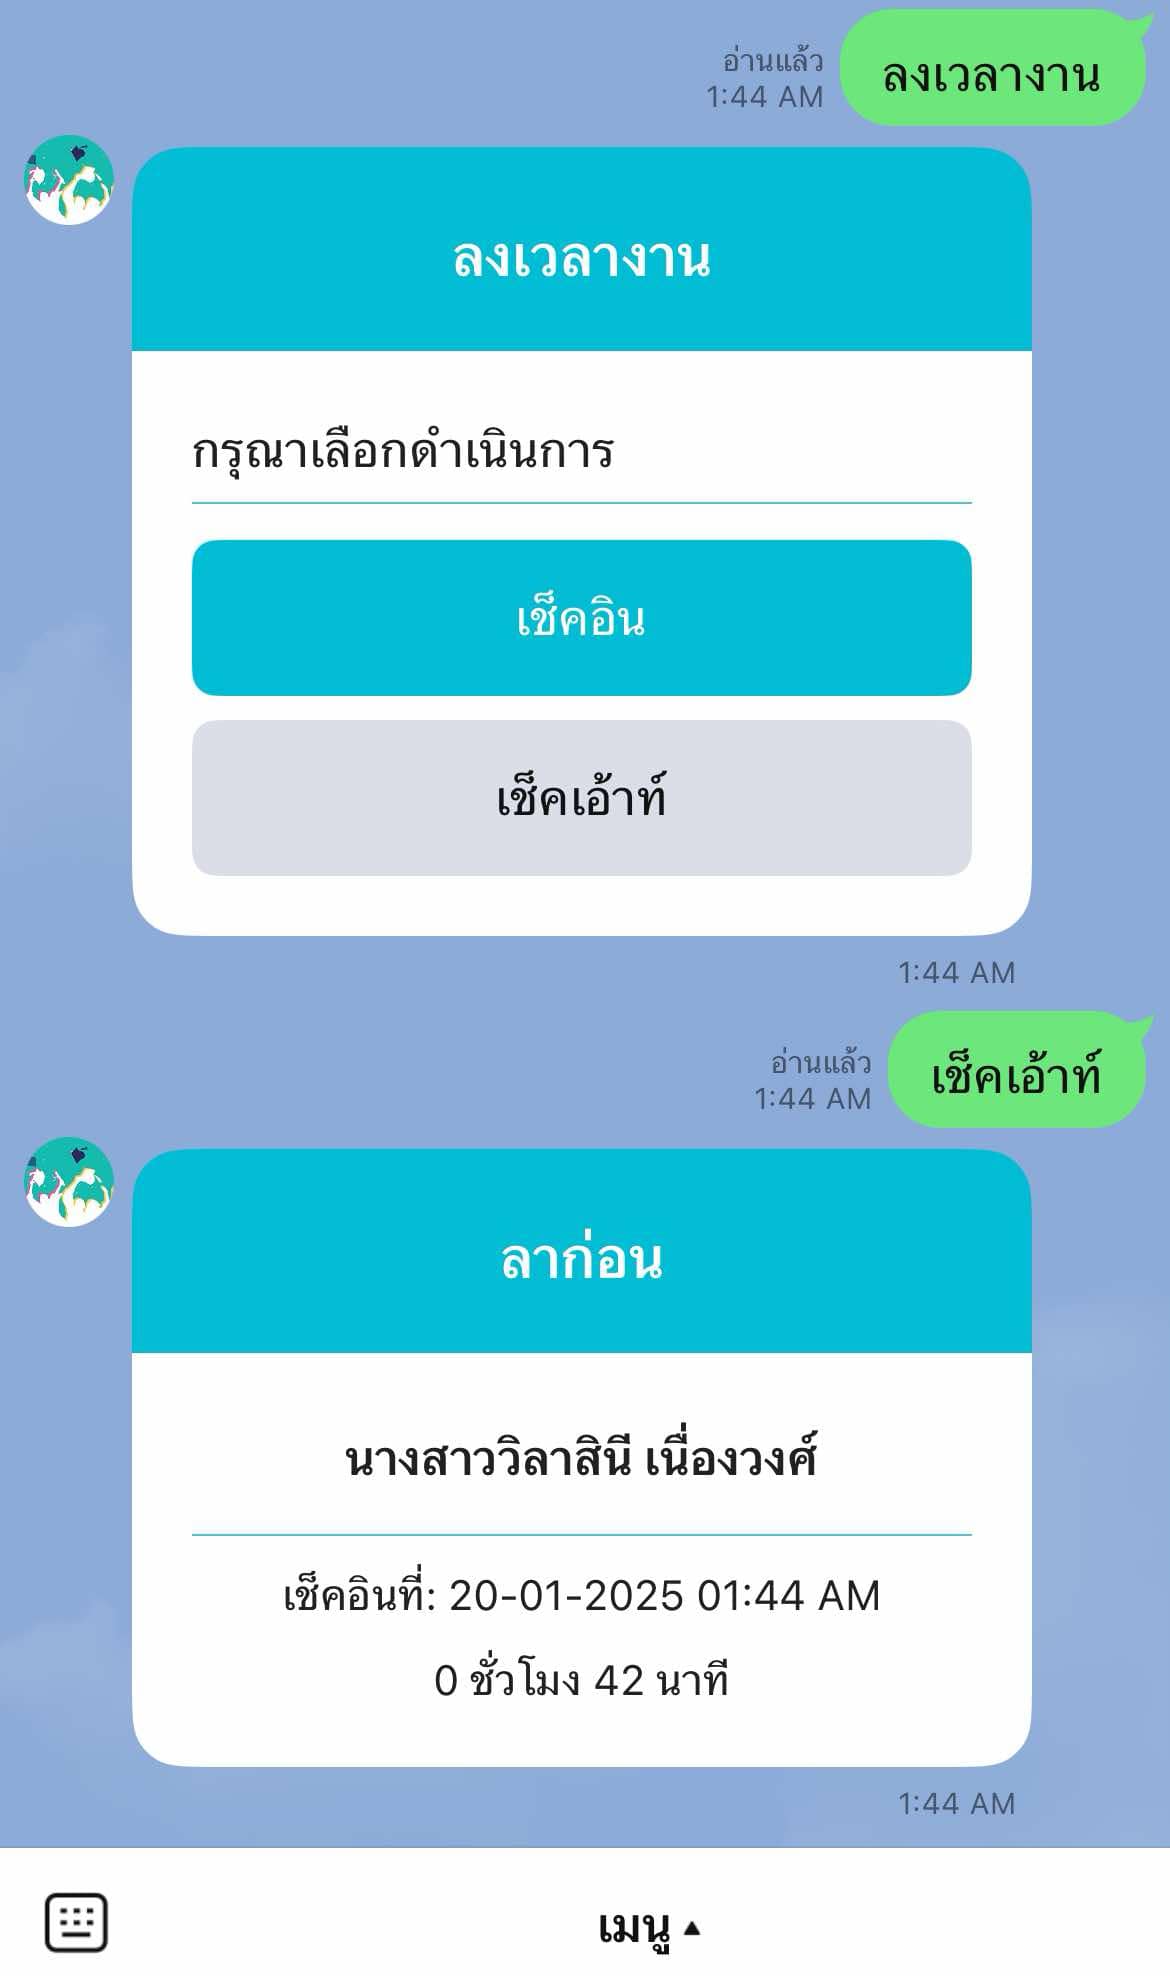 ลงเวลางาน
อ่านแล้ว
1:44 AM
ลงเวลางาน
กรุณาเลือกดำเนินการ
เช็คอิน
เช็คเอ้าท์
1:44 AM
เช็คเอ้าท์
อ่านแล้ว
1:44 AM
ลาก่อน
นางสาววิลาสินี เนื่องวงศ์
เช็คอินที่: 20-01-2025 01:44 AM
0 ชั่วโมง 42 นาที
1:44 AM
เมนู